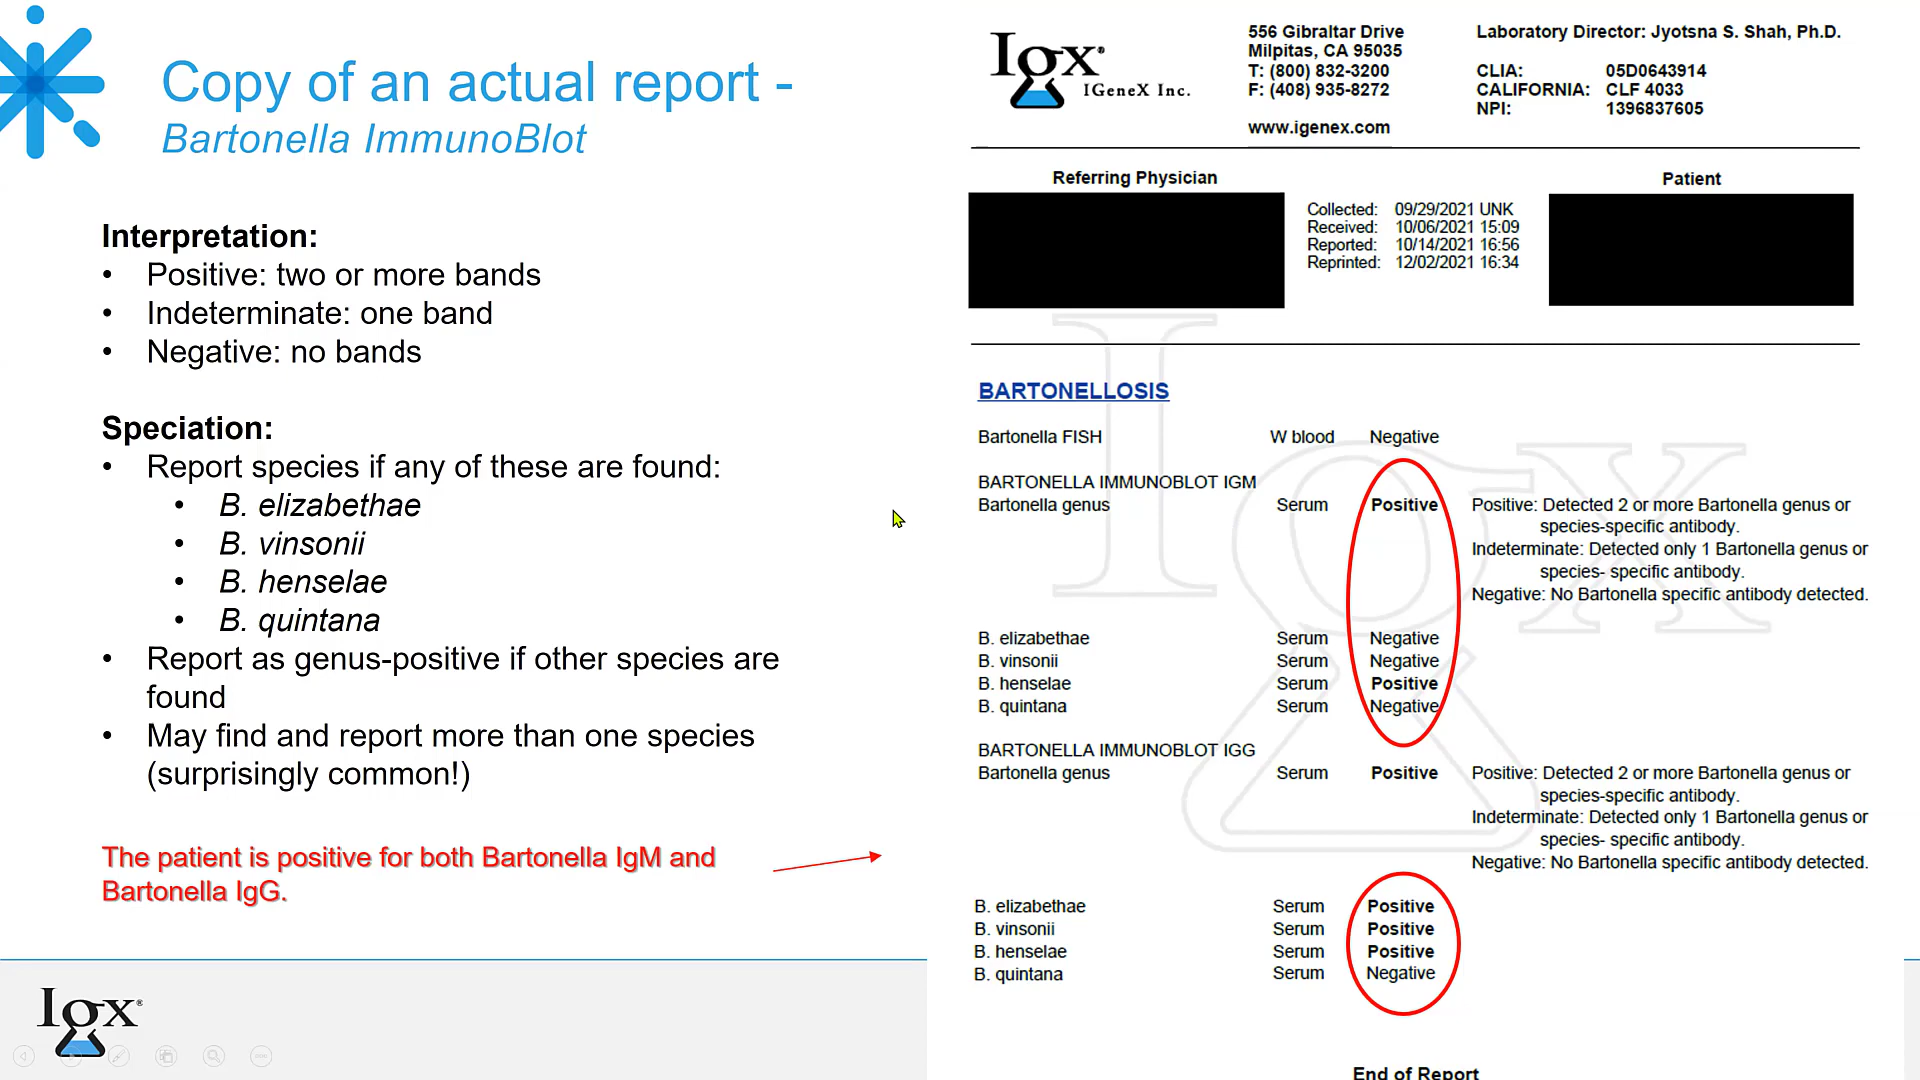 Copy of an actual report -
Bartonella ImmunoBlot
Interpretation:
• Positive: two or more bands
• Indeterminate: one band
• Negative: no bands
Speciation:
• Report species if any of these are found:
• B. elizabethae
• B. vinsonii
• B. henselae
• B. quintana
• Report as genus-positive if other species are
found
• May find and report more than one species
(surprisingly common!)
The patient is positive for both Bartonella IgM and
Bartonella IgG.
Igx®
Igx®
IGeneX Inc.
556 Gibraltar Drive
Milpitas, CA 95035
T: (800) 832-3200
F: (408) 935-8272
www.igenex.com
Laboratory Director: Jyotsna S. Shah, Ph.D.
CLIA: 05D0643914
CALIFORNIA: CLF 4033
NPI: 1396837605
Referring Physician
Collected: 09/29/2021 UNK
Received: 10/06/2021 15:09
Reported: 10/14/2021 16:56
Reprinted: 12/02/2021 16:34
Patient
Igx
BARTONELLOSIS
Bartonella FISH W blood Negative
BARTONELLA IMMUNOBLOT IGM
Bartonella genus Serum Positive Positive: Detected 2 or more Bartonella genus or
species-specific antibody.
Indeterminate: Detected only 1 Bartonella genus or
species- specific antibody.
Negative: No Bartonella specific antibody detected.
B. elizabethae Serum Negative
B. vinsonii Serum Negative
B. henselae Serum Positive
B. quintana Serum Negative
BARTONELLA IMMUNOBLOT IGG
Bartonella genus Serum Positive Positive: Detected 2 or more Bartonella genus or
species-specific antibody.
Indeterminate: Detected only 1 Bartonella genus or
species- specific antibody.
Negative: No Bartonella specific antibody detected.
B. elizabethae Serum Positive
B. vinsonii Serum Positive
B. henselae Serum Positive
B. quintana Serum Negative
End of Report